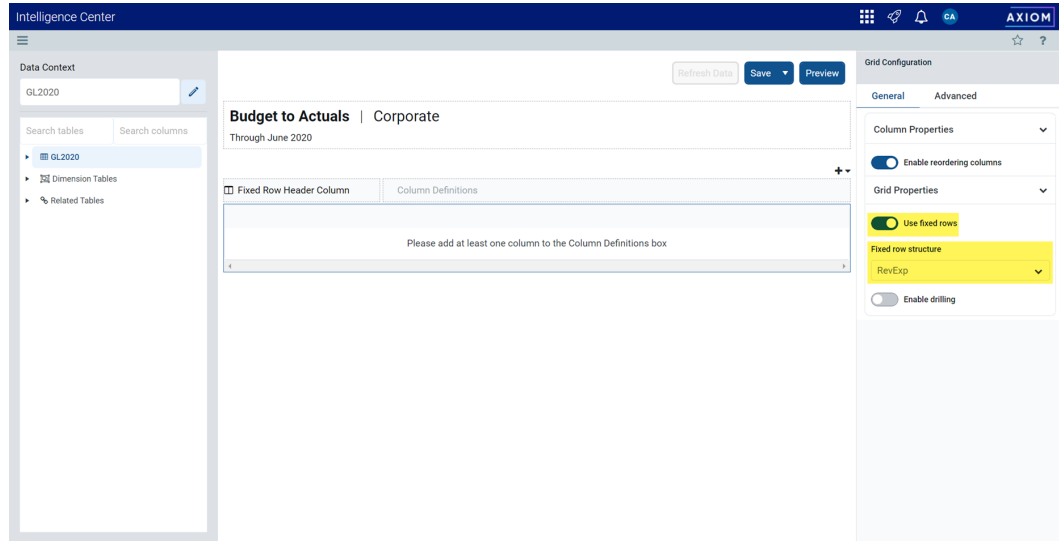 Intelligence Center
CA
AXIOM
?
Data Context
GL2020
Search tables Search columns
GL2020
Dimension Tables
Related Tables
Refresh Data Save Preview
Budget to Actuals | Corporate
Through June 2020
Fixed Row Header Column Column Definitions
Please add at least one column to the Column Definitions box
Grid Configuration
General Advanced
Column Properties
Enable reordering columns
Grid Properties
Use fixed rows
Fixed row structure
RevExp
Enable drilling